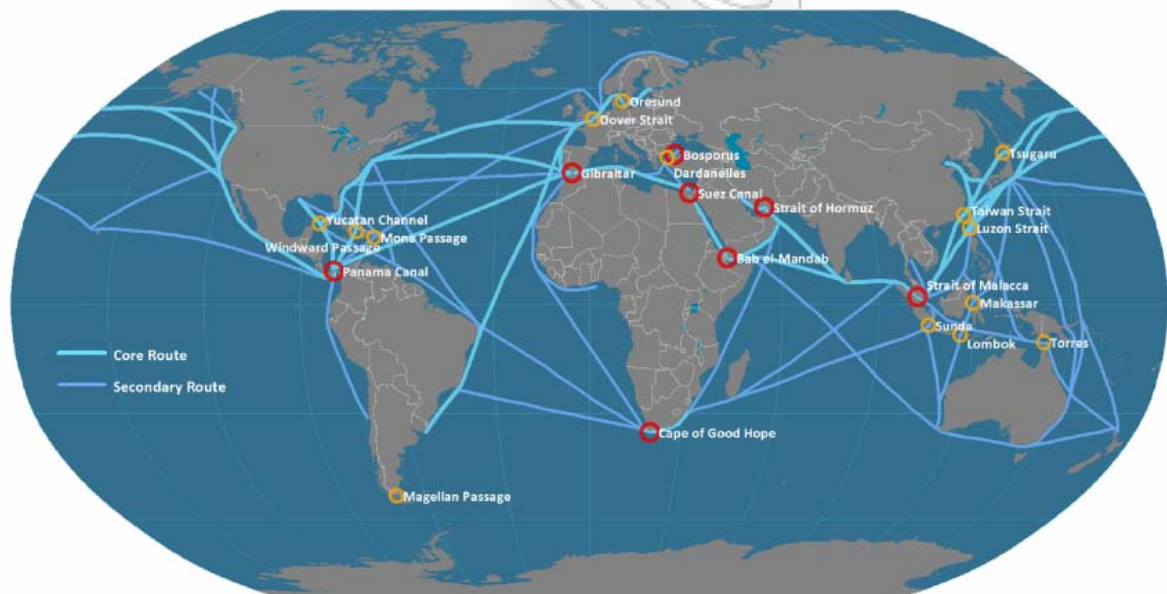 Oresund
Dover Strait
Tsugaru
Bosporus
Dardanelles
Gibraltar
Suez Canal
Strait of Hormuz
Taiwan Strait
Luzon Strait
Yucatan Channel
Windward Passage
Mona Passage
Bab el-Mandab
Panama Canal
Strait of Malacca
Makassar
Sunda
Lombok
Torres
Core Route
Secondary Route
Cape of Good Hope
Magellan Passage